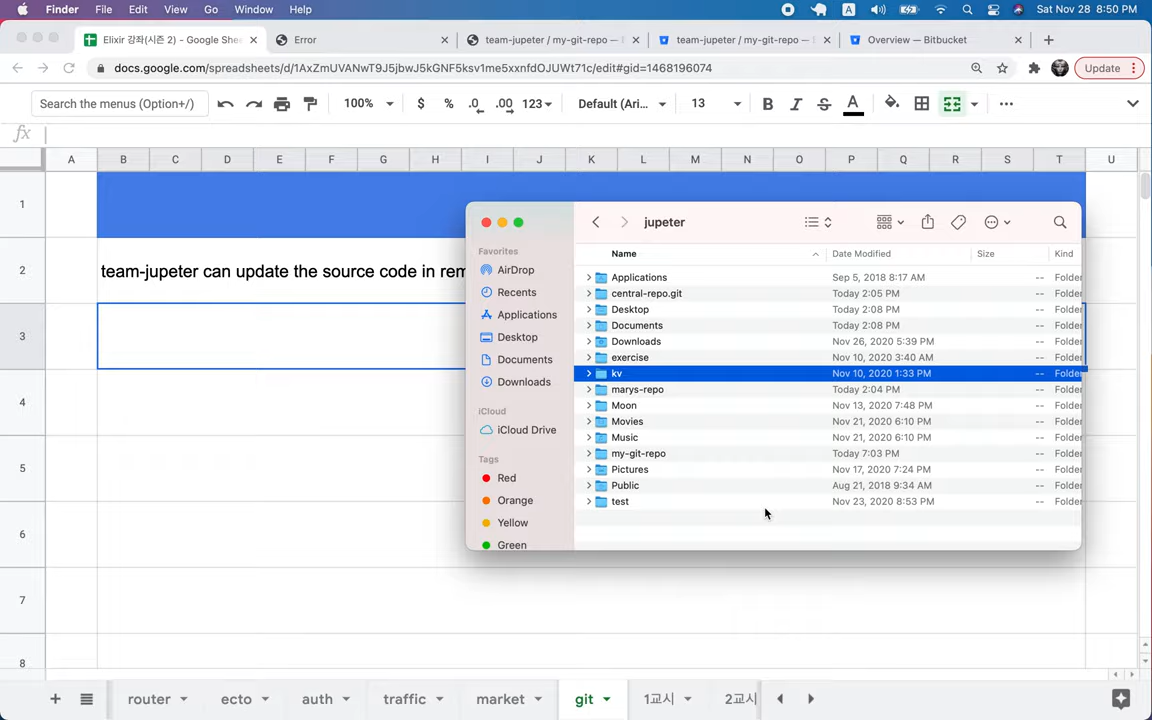 Finder File Edit View Go Window Help A Sat Nov 28 8:50 PM
Elixir 강좌(시즌 2) - Google Shee Error team-jupeter / my-git-repo — team-jupeter / my-git-repo — Overview — Bitbucket
docs.google.com/spreadsheets/d/1AxZmUVANwT9J5jbwJ5kGNF5ksv1me5xxnfdOJUWt71c/edit#gid=1468196074 Update
Search the menus (Option+/) 100% $ % .0 .00 123 Default (Ari... 13 B I S A
fx
A B C D E F G H I J K L M N O P Q R S T U
1
2 team-jupeter can update the source code in rem
3
4
5
6
7
8
jupeter
Name Date Modified Size Kind
Favorites
AirDrop
Recents
Applications
Desktop
Documents
Downloads
iCloud
iCloud Drive
Tags
Red
Orange
Yellow
Green
Applications Sep 5, 2018 8:17 AM -- Folder
central-repo.git Today 2:05 PM -- Folder
Desktop Today 2:08 PM -- Folder
Documents Today 2:08 PM -- Folder
Downloads Nov 26, 2020 5:39 PM -- Folder
exercise Nov 10, 2020 3:40 AM -- Folder
kv Nov 10, 2020 1:33 PM -- Folder
marys-repo Today 2:04 PM -- Folder
Moon Nov 13, 2020 7:48 PM -- Folder
Movies Nov 21, 2020 6:10 PM -- Folder
Music Nov 21, 2020 6:10 PM -- Folder
my-git-repo Today 7:03 PM -- Folder
Pictures Nov 17, 2020 7:24 PM -- Folder
Public Aug 21, 2018 9:34 AM -- Folder
test Nov 23, 2020 8:53 PM -- Folder
router ecto auth traffic market git 1교시 2교시